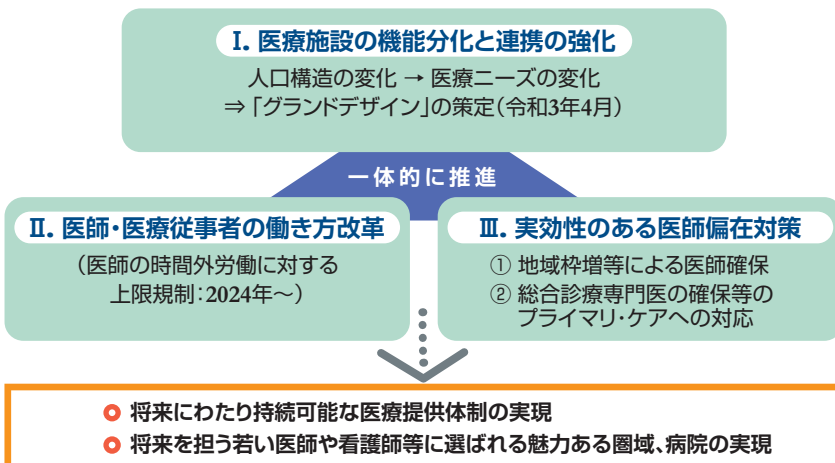 Ⅰ. 医療施設の機能分化と連携の強化
人口構造の変化 → 医療ニーズの変化
⇒「グランドデザイン」の策定(令和3年4月)
一体的に推進
Ⅱ. 医師・医療従事者の働き方改革
(医師の時間外労働に対する
上限規制:2024年~)
Ⅲ. 実効性のある医師偏在対策
① 地域枠増等による医師確保
② 総合診療専門医の確保等の
プライマリ・ケアへの対応
将来にわたり持続可能な医療提供体制の実現
将来を担う若い医師や看護師等に選ばれる魅力ある圏域、病院の実現